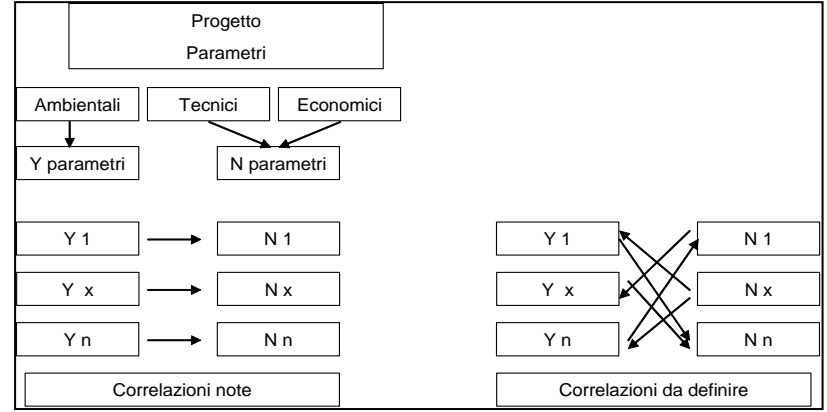 Progetto
Parametri
Ambientali Tecnici Economici
Y parametri N parametri
Y 1 N 1 Y 1 N 1
Y x N x Y x N x
Y n N n Y n N n
Correlazioni note Correlazioni da definire